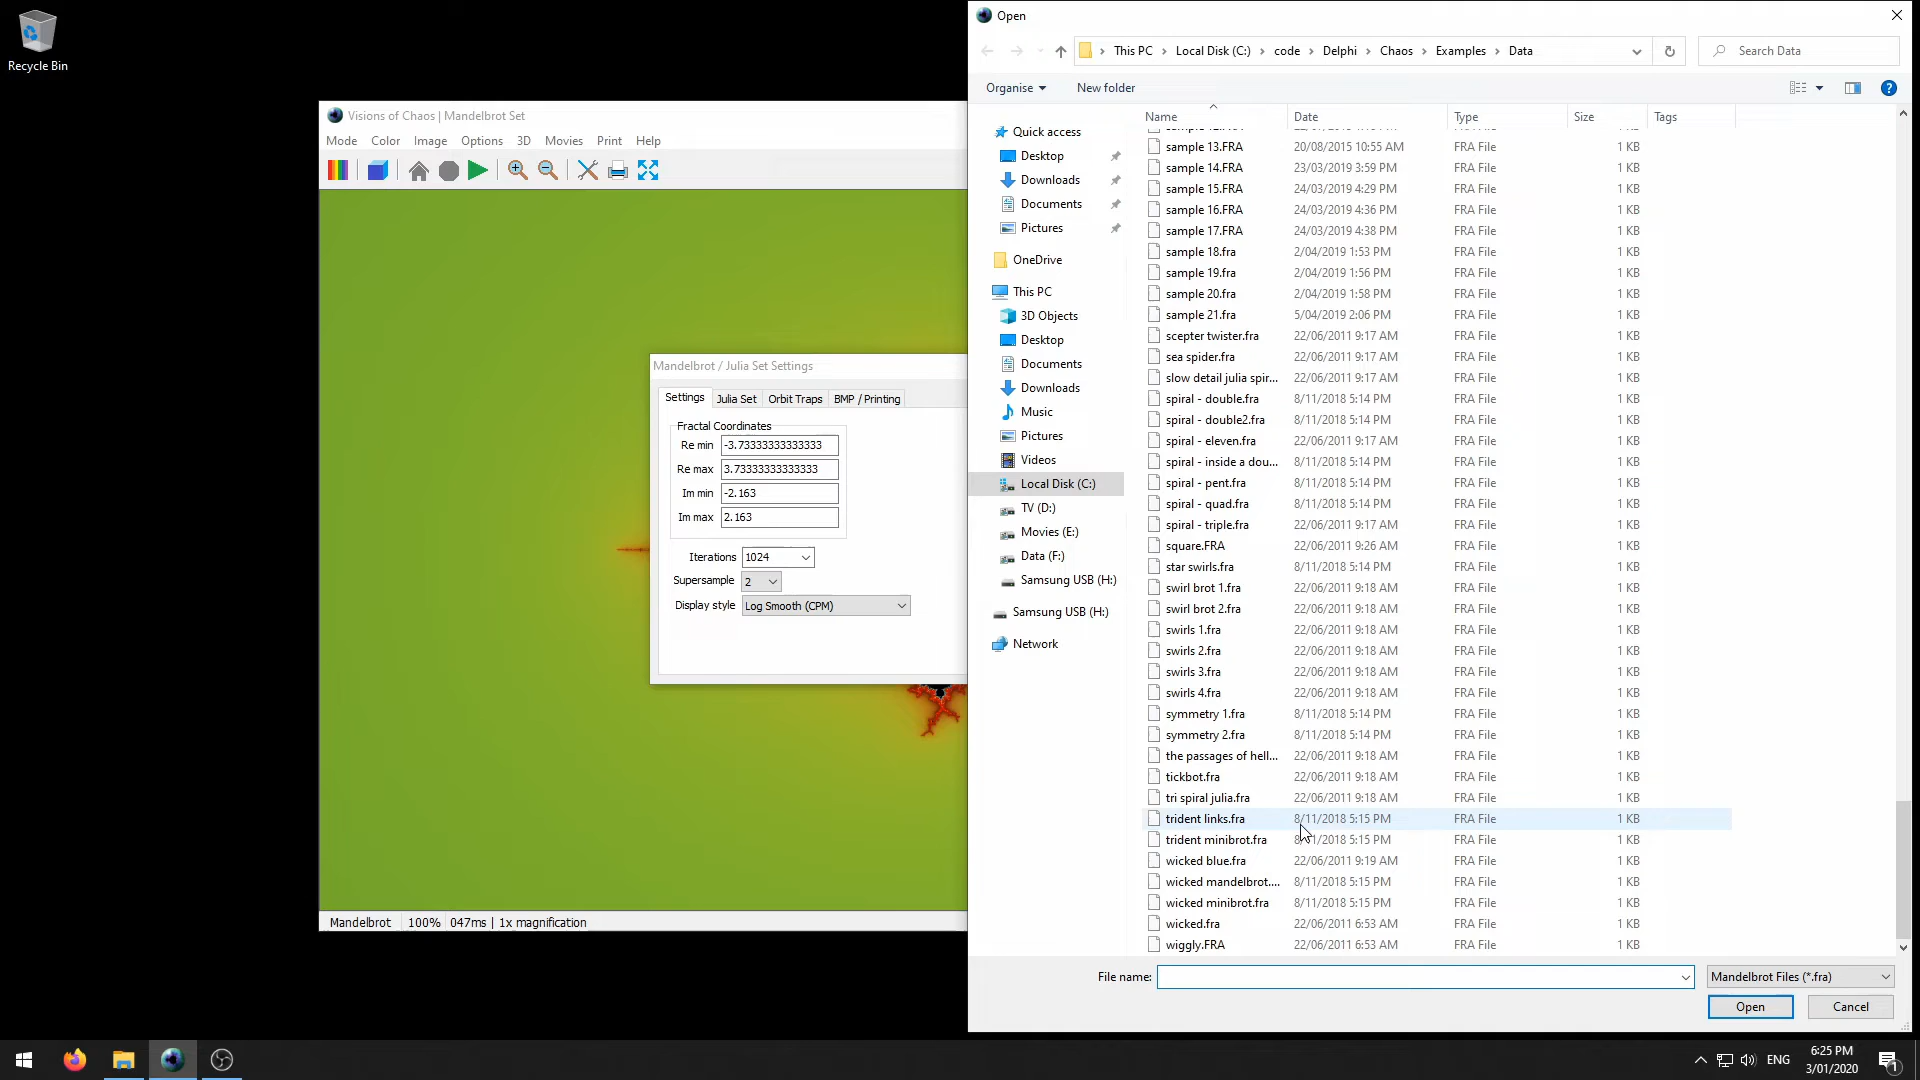 Recycle Bin
Visions of Chaos | Mandelbrot Set
Mode Color Image Options 3D Movies Print Help
Mandelbrot / Julia Set Settings
Settings Julia Set Orbit Traps BMP / Printing
Fractal Coordinates
Re min -3.73333333333333
Re max 3.73333333333333
Im min -2.163
Im max 2.163
Iterations 1024
Supersample 2
Display style Log Smooth (CPM)
Mandelbrot 100% 047ms | 1x magnification
Open
This PC > Local Disk (C:) > code > Delphi > Chaos > Examples > Data
Search Data
Organise New folder
Quick access
Desktop
Downloads
Documents
Pictures
OneDrive
This PC
3D Objects
Desktop
Documents
Downloads
Music
Pictures
Videos
Local Disk (C:)
TV (D:)
Movies (E:)
Data (F:)
Samsung USB (H:)
Samsung USB (H:)
Network
Name Date Type Size Tags
sample 13.FRA 20/08/2015 10:55 AM FRA File 1 KB
sample 14.FRA 23/03/2019 3:59 PM FRA File 1 KB
sample 15.FRA 24/03/2019 4:29 PM FRA File 1 KB
sample 16.FRA 24/03/2019 4:36 PM FRA File 1 KB
sample 17.FRA 24/03/2019 4:38 PM FRA File 1 KB
sample 18.fra 2/04/2019 1:53 PM FRA File 1 KB
sample 19.fra 2/04/2019 1:56 PM FRA File 1 KB
sample 20.fra 2/04/2019 1:58 PM FRA File 1 KB
sample 21.fra 5/04/2019 2:06 PM FRA File 1 KB
scepter twister.fra 22/06/2011 9:17 AM FRA File 1 KB
sea spider.fra 22/06/2011 9:17 AM FRA File 1 KB
slow detail julia spir... 22/06/2011 9:17 AM FRA File 1 KB
spiral - double.fra 8/11/2018 5:14 PM FRA File 1 KB
spiral - double2.fra 8/11/2018 5:14 PM FRA File 1 KB
spiral - eleven.fra 22/06/2011 9:17 AM FRA File 1 KB
spiral - inside a dou... 8/11/2018 5:14 PM FRA File 1 KB
spiral - pent.fra 8/11/2018 5:14 PM FRA File 1 KB
spiral - quad.fra 8/11/2018 5:14 PM FRA File 1 KB
spiral - triple.fra 22/06/2011 9:17 AM FRA File 1 KB
square.FRA 22/06/2011 9:26 AM FRA File 1 KB
star swirls.fra 8/11/2018 5:14 PM FRA File 1 KB
swirl brot 1.fra 22/06/2011 9:18 AM FRA File 1 KB
swirl brot 2.fra 22/06/2011 9:18 AM FRA File 1 KB
swirls 1.fra 22/06/2011 9:18 AM FRA File 1 KB
swirls 2.fra 22/06/2011 9:18 AM FRA File 1 KB
swirls 3.fra 22/06/2011 9:18 AM FRA File 1 KB
swirls 4.fra 22/06/2011 9:18 AM FRA File 1 KB
symmetry 1.fra 8/11/2018 5:14 PM FRA File 1 KB
symmetry 2.fra 8/11/2018 5:14 PM FRA File 1 KB
the passages of hell... 22/06/2011 9:18 AM FRA File 1 KB
tickbot.fra 22/06/2011 9:18 AM FRA File 1 KB
tri spiral julia.fra 22/06/2011 9:18 AM FRA File 1 KB
trident links.fra 8/11/2018 5:15 PM FRA File 1 KB
trident minibrot.fra 8/11/2018 5:15 PM FRA File 1 KB
wicked blue.fra 22/06/2011 9:19 AM FRA File 1 KB
wicked mandelbrot.... 8/11/2018 5:15 PM FRA File 1 KB
wicked minibrot.fra 8/11/2018 5:15 PM FRA File 1 KB
wicked.fra 22/06/2011 6:53 AM FRA File 1 KB
wiggly.FRA 22/06/2011 6:53 AM FRA File 1 KB
File name: Mandelbrot Files (*.fra)
Open Cancel
ENG
6:25 PM
3/01/2020
1